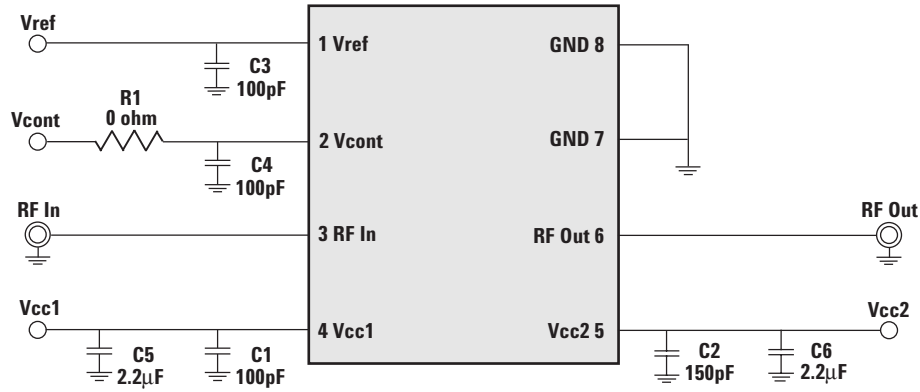 Vref
1 Vref
GND 8
C3
100pF
R1
0 ohm
Vcont
2 Vcont
GND 7
C4
100pF
RF In
3 RF In
RF Out 6
RF Out
Vcc1
4 Vcc1
Vcc2 5
Vcc2
C5
2.2μF
C1
100pF
C2
150pF
C6
2.2μF